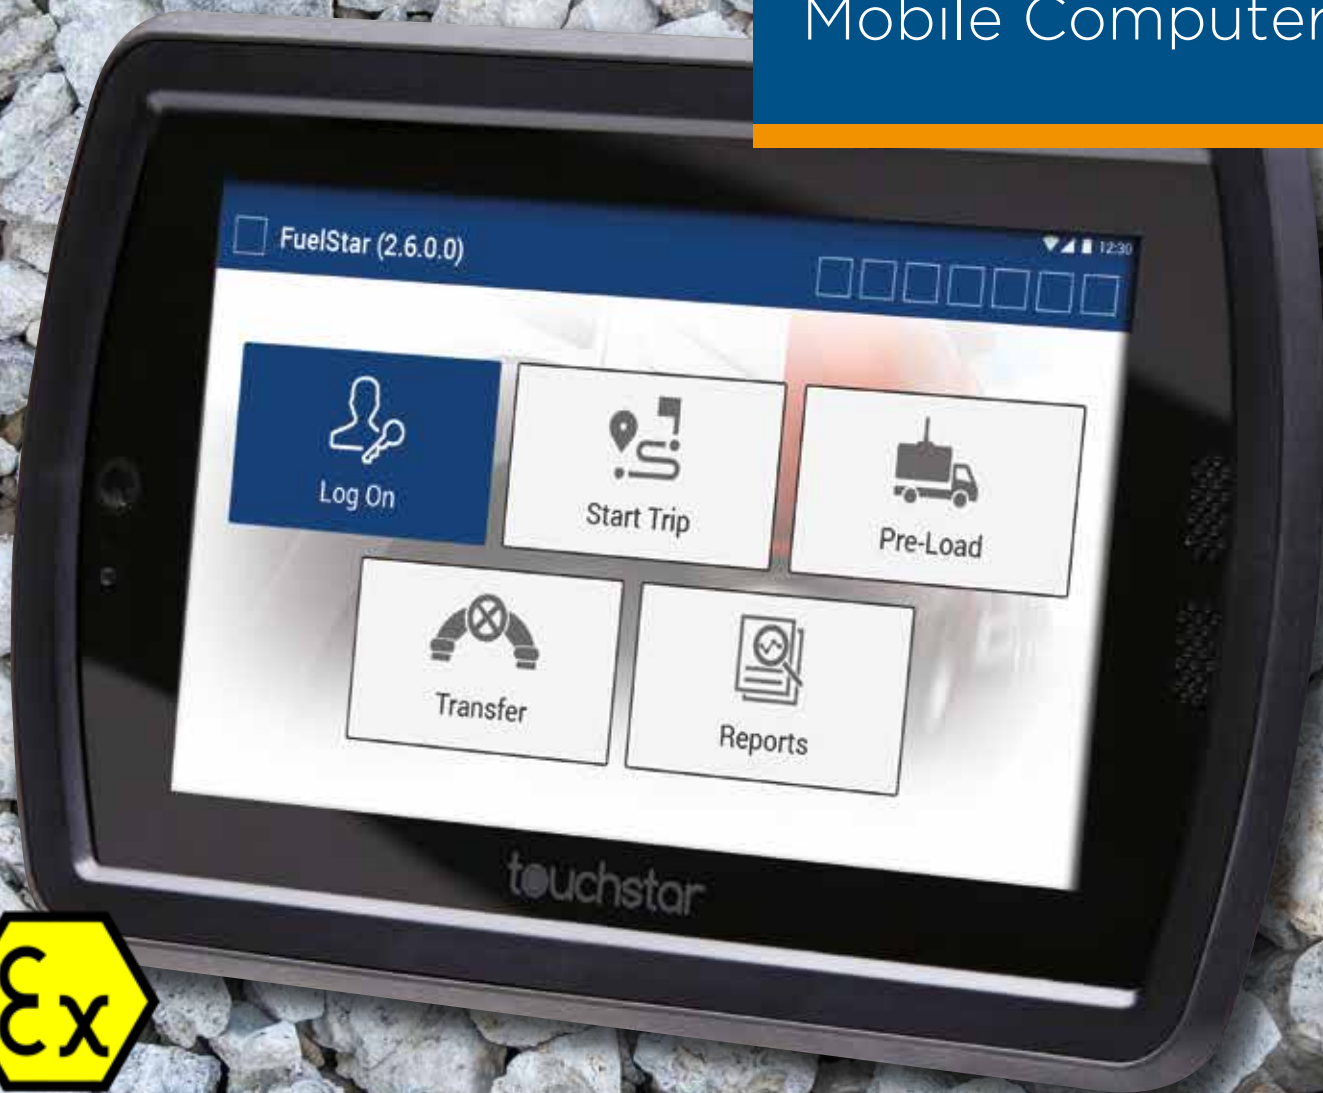 Mobile Computer
FuelStar (2.6.0.0)
12:30
Log On
Start Trip
Pre-Load
Transfer
Reports
touchstar
Ex